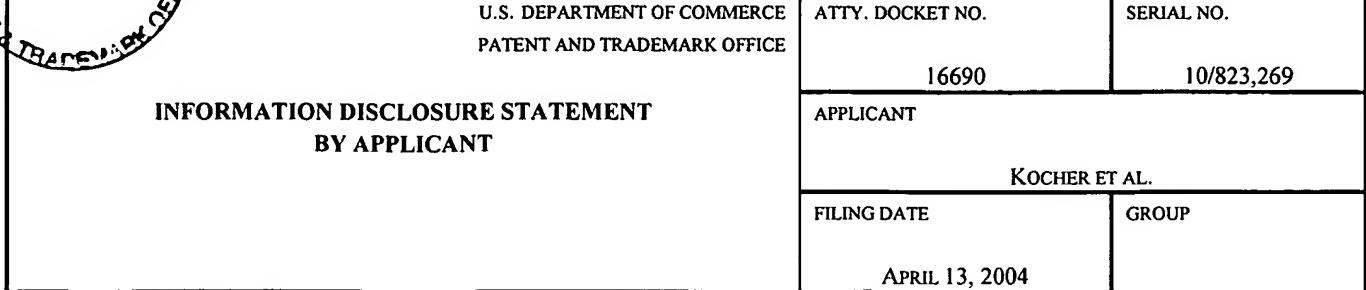 U.S. DEPARTMENT OF COMMERCE
PATENT AND TRADEMARK OFFICE
INFORMATION DISCLOSURE STATEMENT
BY APPLICANT
ATTY. DOCKET NO.
16690
SERIAL NO.
10/823,269
APPLICANT
KOCHER ET AL.
FILING DATE
APRIL 13, 2004
GROUP
TRADEMARK